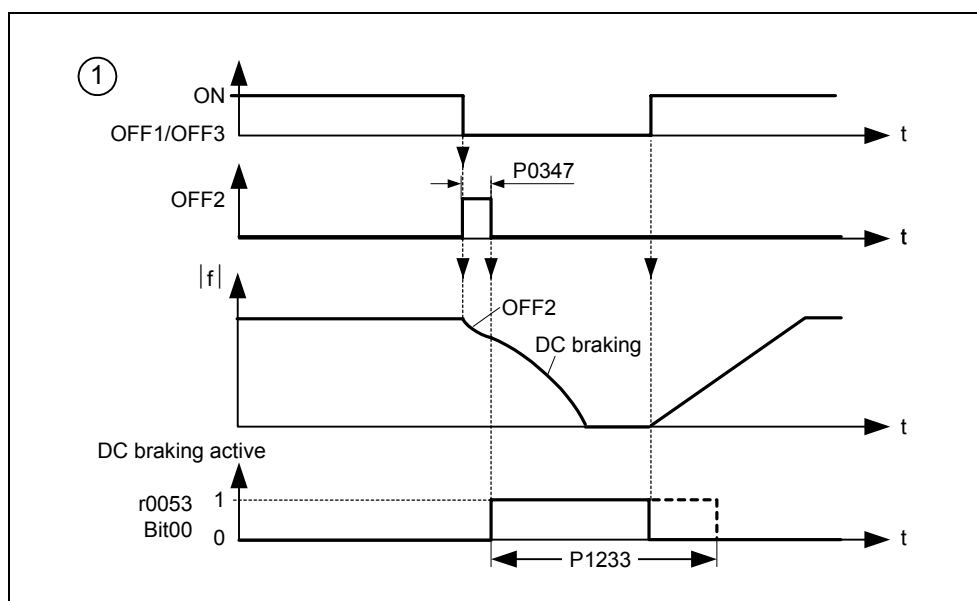 1
ON
OFF1/OFF3
t
P0347
OFF2
t
|f|
OFF2
DC braking
t
DC braking active
r0053 1
Bit00 0
t
P1233